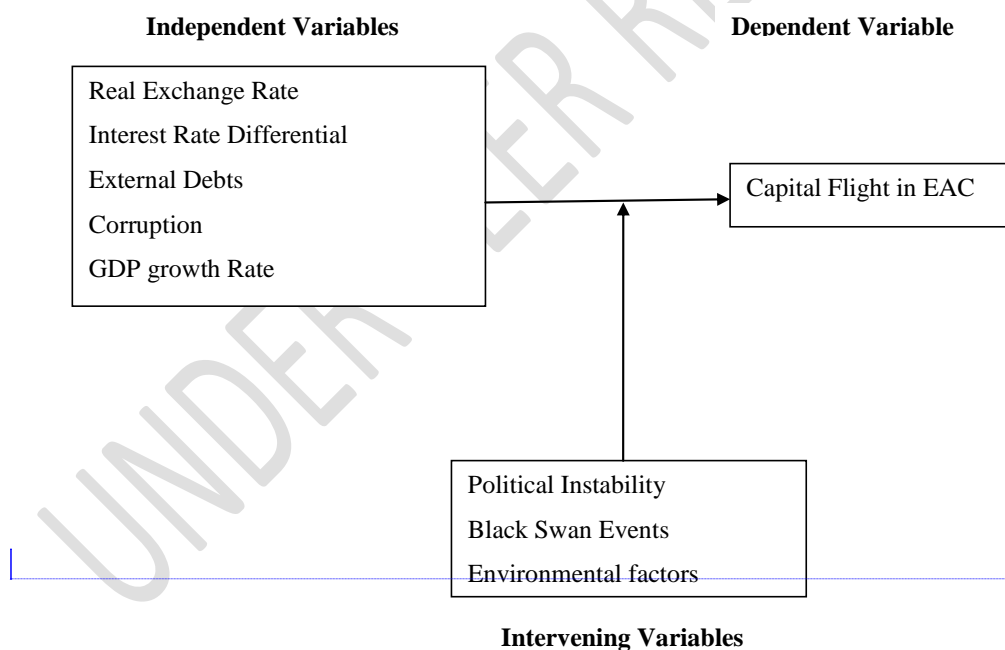 Independent Variables
Dependent Variable
Real Exchange Rate
Interest Rate Differential
External Debts
Corruption
GDP growth Rate
Capital Flight in EAC
Political Instability
Black Swan Events
Environmental factors
Intervening Variables
UNDER PEER